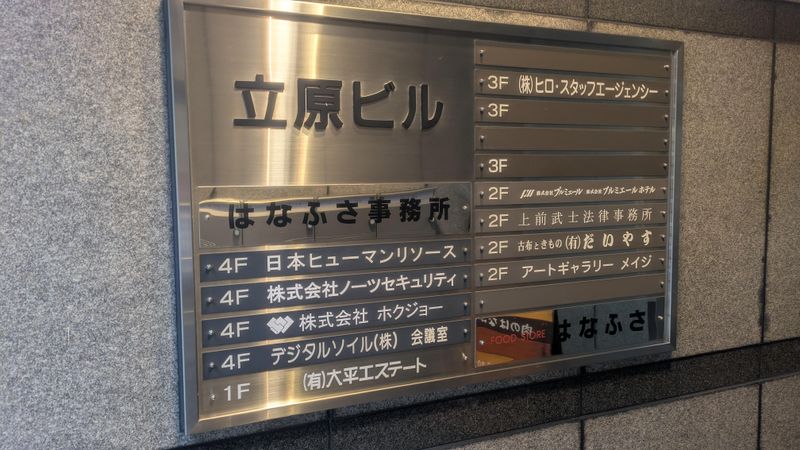 立原ビル
はなふさ事務所
4F 日本ヒューマンリソース
4F 株式会社ノーツセキュリティ
4F 株式会社 ホクジョー
4F デジタルソイル(株) 会議室
1F (有)大平エステート
3F (株)ヒロ・スタッフエージェンシー
3F
3F
2F 株式会社ブルミエール 株式会社ブルミエールホテル
2F 上前武士法律事務所
2F 古布ときもの(有)だいやす
2F アートギャラリー メイジ
FOOD STORE はなふさ